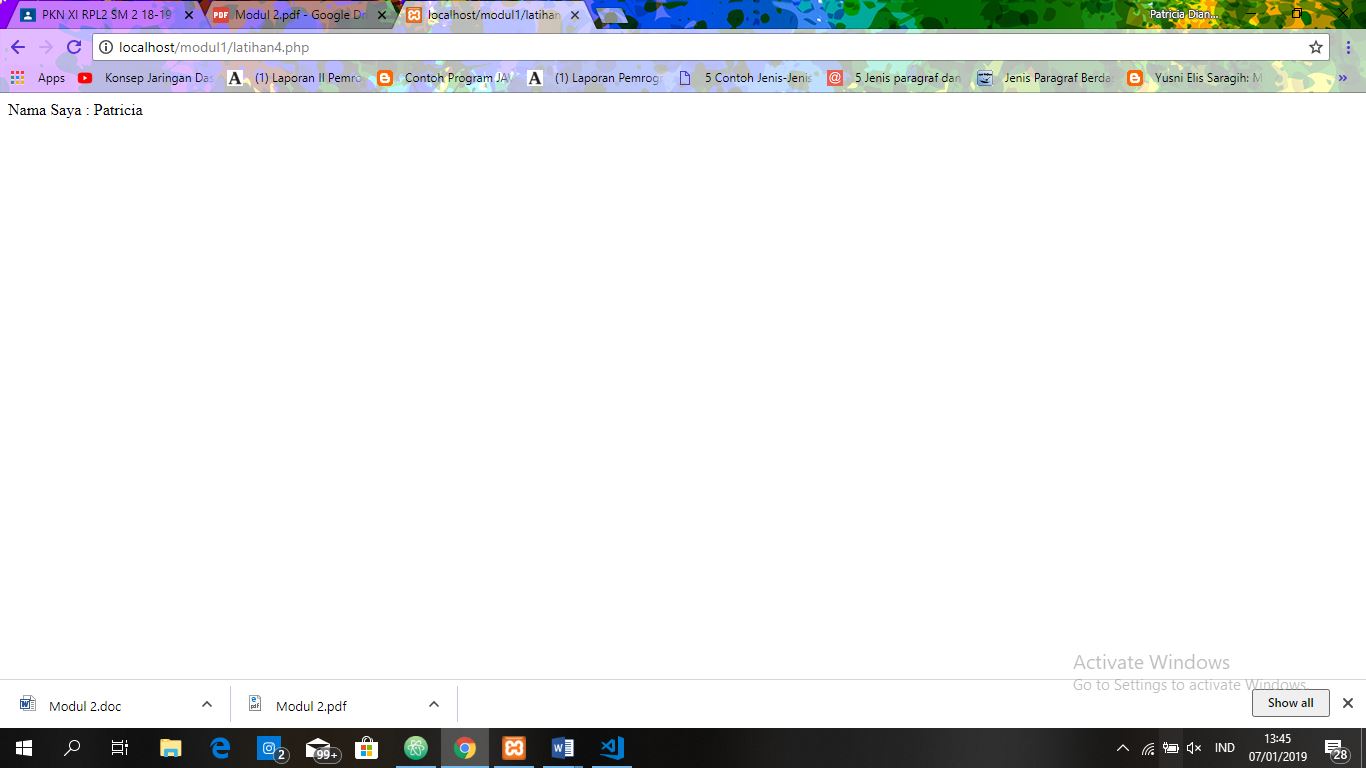 PKN XI RPL2 SM 2 18-19
Modul 2.pdf - Google Dr
localhost/modul1/latihan
Patricia Dian...
localhost/modul1/latihan4.php
Apps
Konsep Jaringan Das
A (1) Laporan II Pemro
Contoh Program JAV
A (1) Laporan Pemrog
5 Contoh Jenis-Jenis
5 Jenis paragraf dan
Jenis Paragraf Berdas
Yusni Elis Saragih: M
»
Nama Saya : Patricia
Activate Windows
Go to Settings to activate Windows.
Modul 2.doc
Modul 2.pdf
Show all
2
99+
IND
13:45
07/01/2019
28